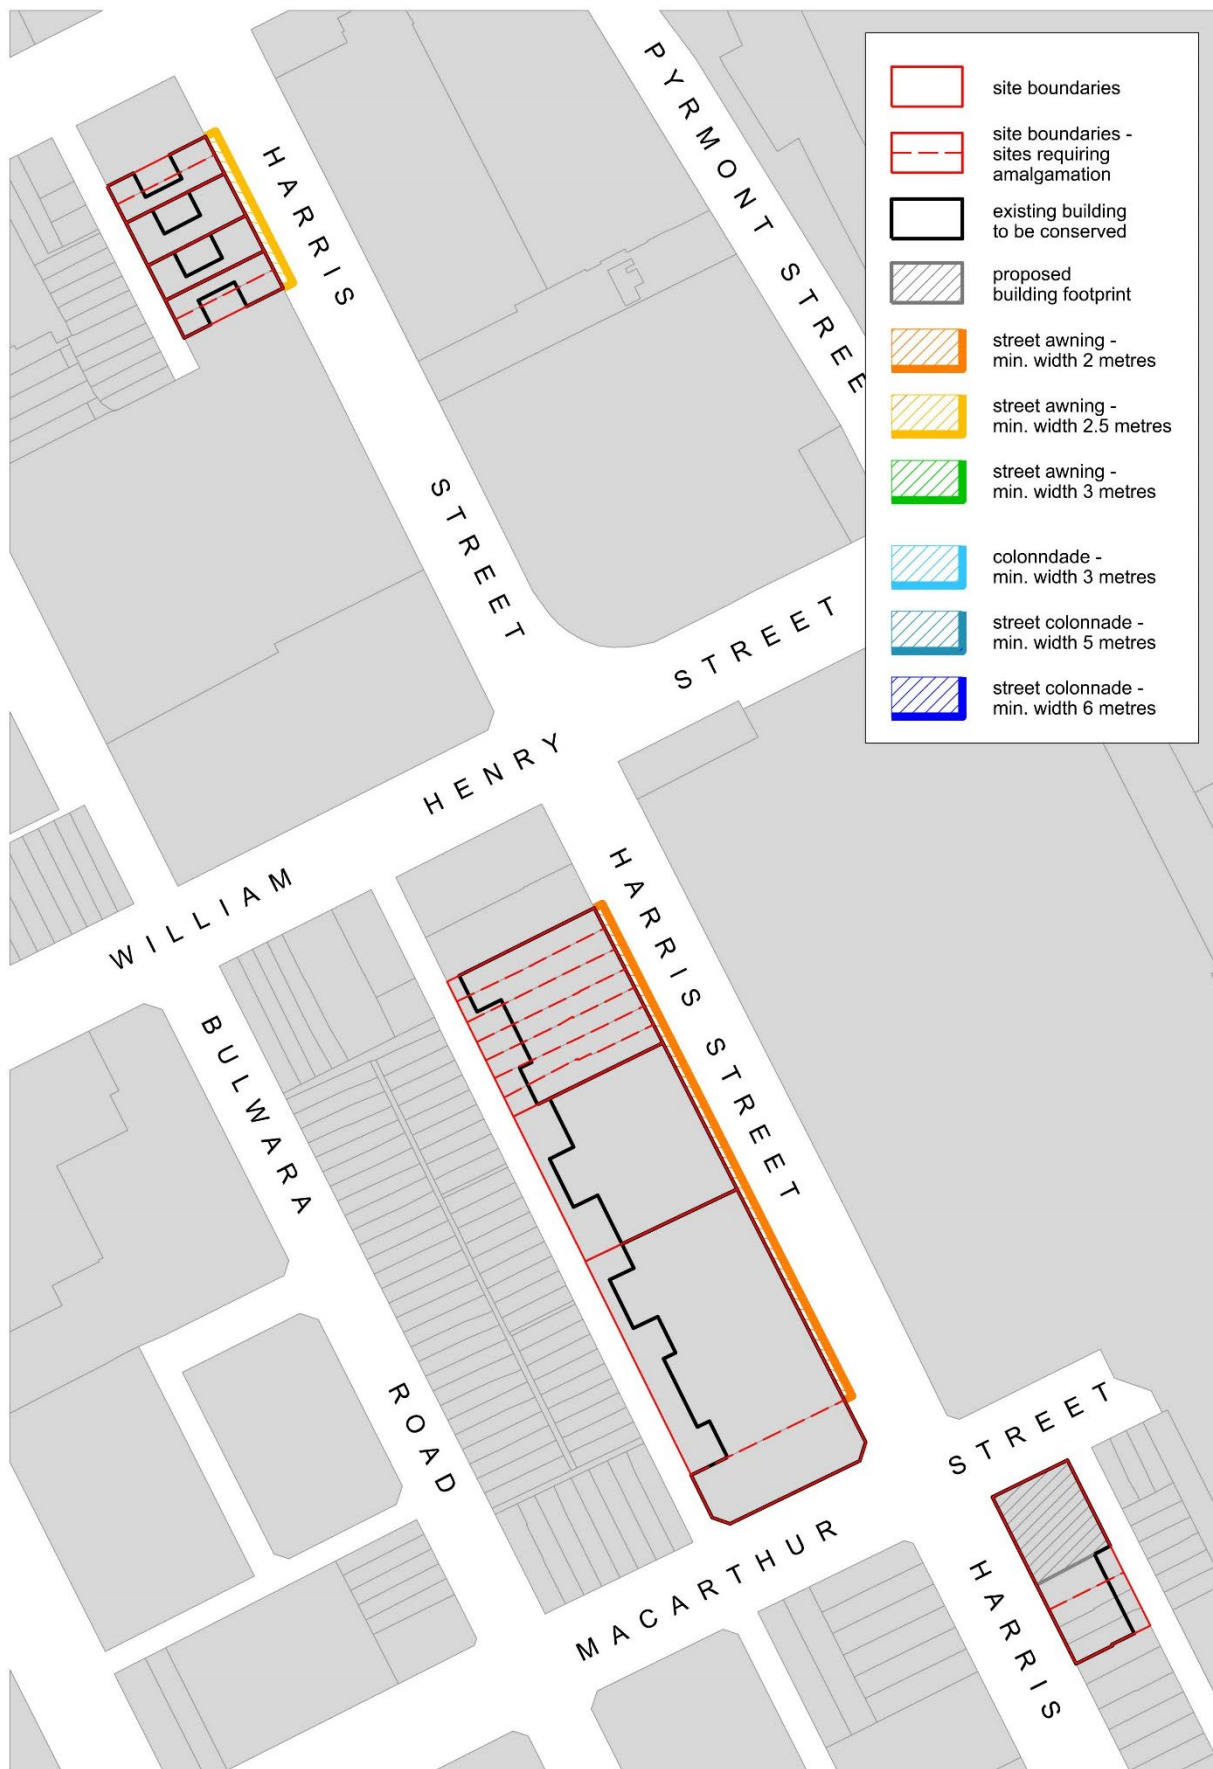 PYRMONT STREE
site boundaries
site boundaries -
sites requiring
amalgamation
existing building
to be conserved
proposed
building footprint
street awning -
min. width 2 metres
street awning -
min. width 2.5 metres
street awning -
min. width 3 metres
colonndade -
min. width 3 metres
street colonnade -
min. width 5 metres
street colonnade -
min. width 6 metres
HARRIS
STREET
WILLIAM
HENRY
STREET
HARRIS STREET
BULWARA
ROAD
MACARTHUR
STREET
HARRIS